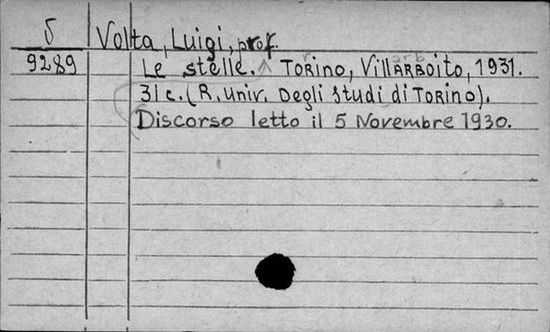 5 Volta, Luigi, prof.
9289 Le stelle. Torino, Villarboito, 1931.
31 c. (R. Univ. Degli Studi di Torino).
Discorso letto il 5 Novembre 1930.